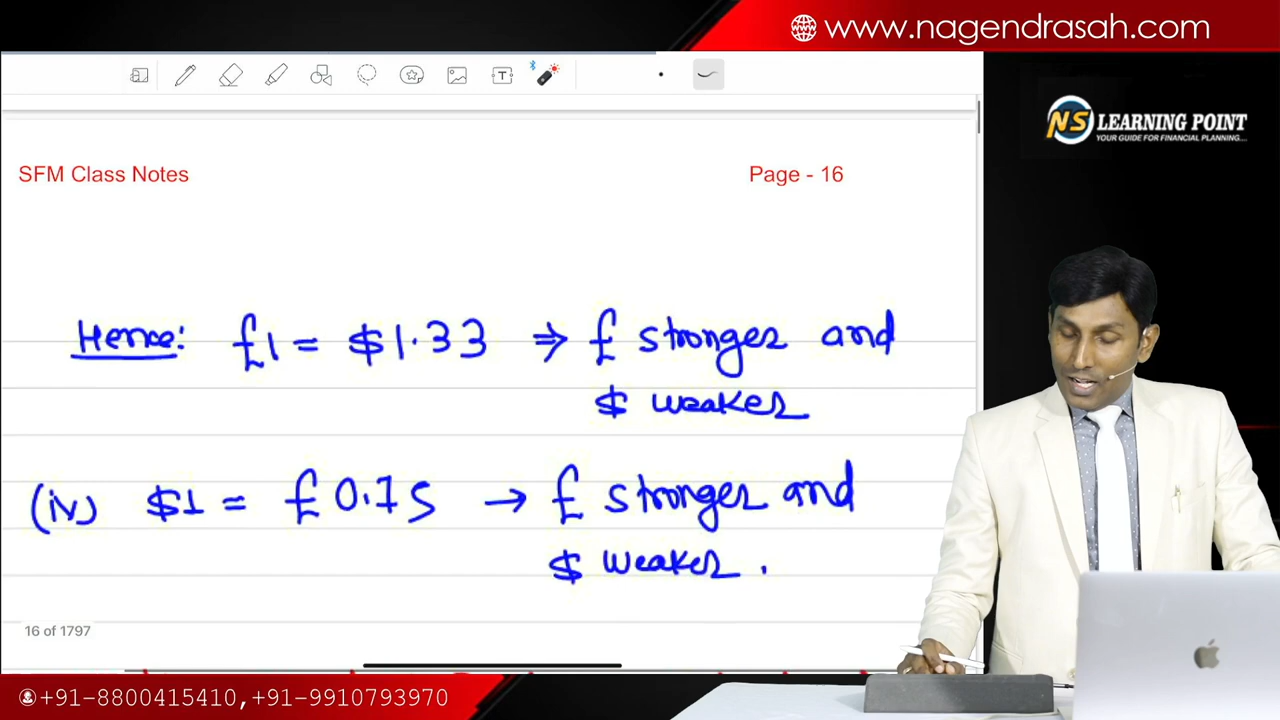 www.nagendrasah.com
NS LEARNING POINT
YOUR GUIDE FOR FINANCIAL PLANNING....
SFM Class Notes
Page - 16
Hence: £1 = $1.33 ⇒ £ stronger and
$ weaker
(iv) $1 = £0.75 → £ stronger and
$ weaker.
16 of 1797
+91-8800415410,+91-9910793970